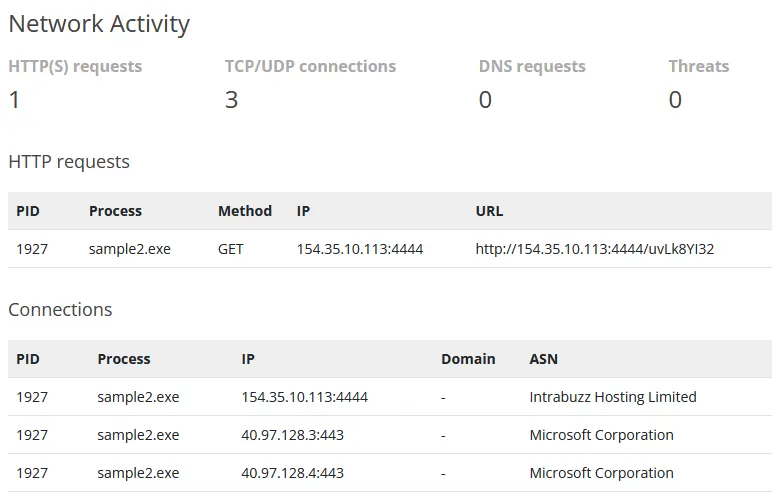 Network Activity
HTTP(S) requests TCP/UDP connections DNS requests Threats
1 3 0 0
HTTP requests
PID Process Method IP URL
1927 sample2.exe GET 154.35.10.113:4444 http://154.35.10.113:4444/uvLk8YI32
Connections
PID Process IP Domain ASN
1927 sample2.exe 154.35.10.113:4444 - Intrabuzz Hosting Limited
1927 sample2.exe 40.97.128.3:443 - Microsoft Corporation
1927 sample2.exe 40.97.128.4:443 - Microsoft Corporation